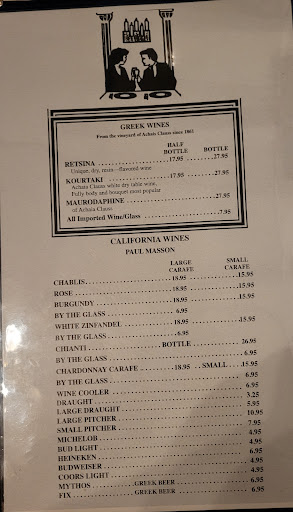 GREEK WINES
From the vineyard of Achaia Clauss since 1861
HALF
BOTTLE BOTTLE
RETSINA 17.95 27.95
Unique, dry, resin-flavored wine
KOURTAKI 17.95 27.95
Achaia Clauss white dry table wine,
Fully body and bouquet most popular
MAURODAPHINE 27.95
of Achaia Clauss
All Imported Wine/Glass 7.95
CALIFORNIA WINES
PAUL MASSON
LARGE SMALL
CARAFE CARAFE
CHABLIS 18.95 15.95
ROSE 18.95 15.95
BURGUNDY 18.95 15.95
BY THE GLASS 6.95
WHITE ZINFANDEL 18.95 15.95
BY THE GLASS 6.95
CHIANTI BOTTLE 26.95
BY THE GLASS 6.95
CHARDONNAY CARAFE 18.95 SMALL 15.95
BY THE GLASS 6.95
WINE COOLER 6.95
DRAUGHT 3.25
LARGE DRAUGHT 5.95
LARGE PITCHER 10.95
SMALL PITCHER 7.95
MICHELOB 4.95
BUD LIGHT 4.95
HEINEKEN 6.95
BUDWEISER 4.95
COORS LIGHT 4.95
MYTHOS GREEK BEER 6.95
FIX GREEK BEER 6.95